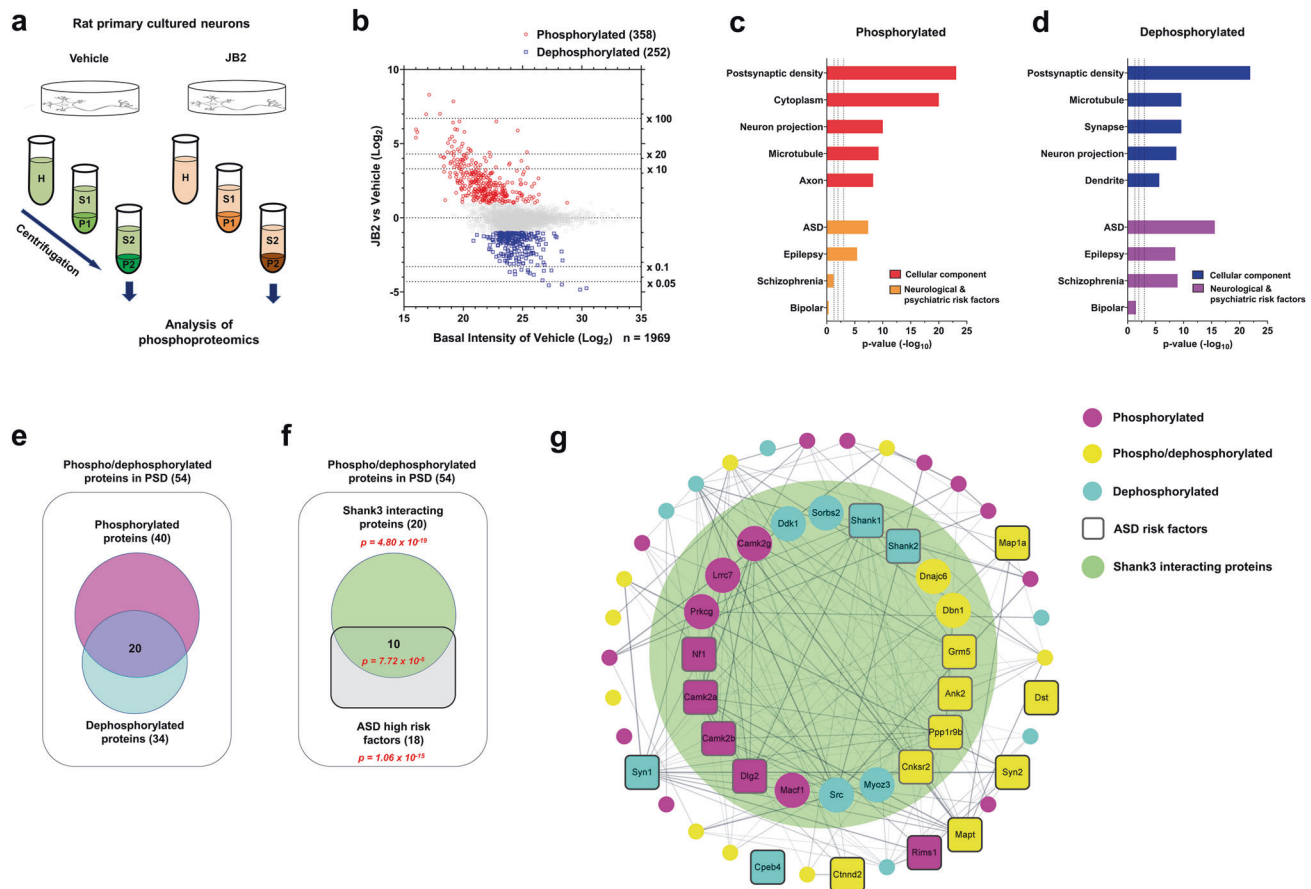 a
Rat primary cultured neurons
Vehicle
JB2
H
S1
P1
S2
P2
H
S1
P1
S2
P2
Centrifugation
Analysis of
phosphoproteomics
b
Phosphorylated (358)
Dephosphorylated (252)
JB2 vs Vehicle (Log2)
10
5
0
-5
x 100
x 20
x 10
x 0.1
x 0.05
15 20 25 30 35
Basal Intensity of Vehicle (Log2) n = 1969
c
Phosphorylated
Postsynaptic density
Cytoplasm
Neuron projection
Microtubule
Axon
ASD
Epilepsy
Schizophrenia
Bipolar
Cellular component
Neurological &
psychiatric risk factors
0 5 10 15 20 25
p-value (-log10)
d
Dephosphorylated
Postsynaptic density
Microtubule
Synapse
Neuron projection
Dendrite
ASD
Epilepsy
Schizophrenia
Bipolar
Cellular component
Neurological &
psychiatric risk factors
0 5 10 15 20 25
p-value (-log10)
e
Phospho/dephosphorylated
proteins in PSD (54)
Phosphorylated
proteins (40)
20
Dephosphorylated
proteins (34)
f
Phospho/dephosphorylated
proteins in PSD (54)
Shank3 interacting
proteins (20)
p = 4.80 x 10-19
10
p = 7.72 x 10-8
ASD high risk
factors (18)
p = 1.06 x 10-15
g
Ddk1
Sorbs2
Shank1
Shank2
Camk2g
Lrrc7
Prkcg
Nf1
Camk2a
Camk2b
Dlg2
Macf1
Src
Myoz3
Cnksr2
Ppp1r9b
Ank2
Grm5
Dbn1
Dnajc6
Map1a
Dst
Syn2
Mapt
Rims1
Ctnnd2
Cpeb4
Syn1
Phosphorylated
Phospho/dephosphorylated
Dephosphorylated
ASD risk factors
Shank3 interacting proteins